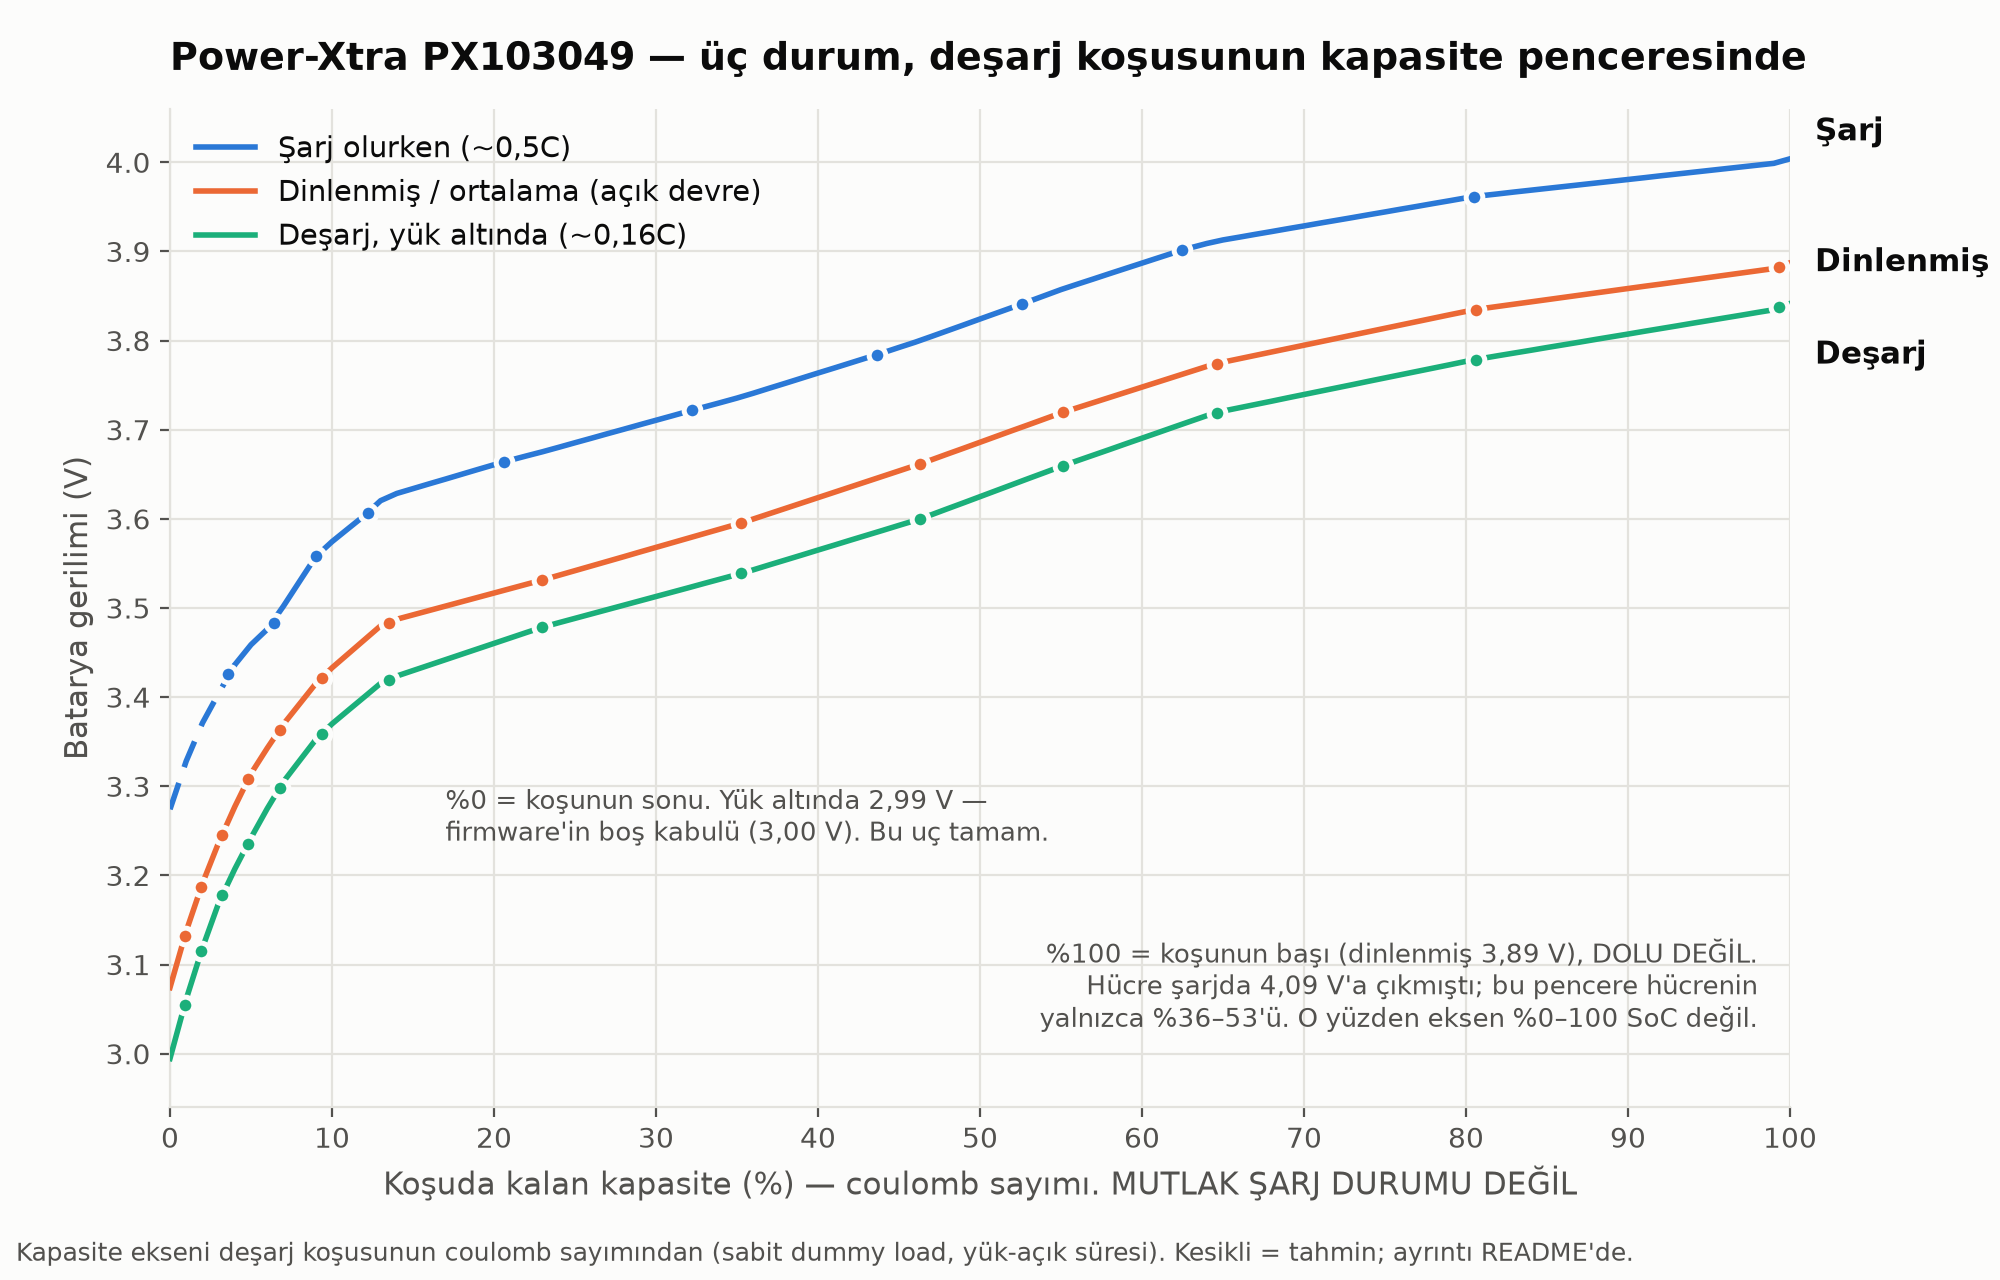 Power-Xtra PX103049 — üç durum, deşarj koşusunun kapasite penceresinde
Şarj olurken (~0,5C)
Dinlenmiş / ortalama (açık devre)
Deşarj, yük altında (~0,16C)
Şarj
Dinlenmiş
Deşarj
Batarya gerilimi (V)
4.0
3.9
3.8
3.7
3.6
3.5
3.4
3.3
3.2
3.1
3.0
%0 = koşunun sonu. Yük altında 2,99 V —
firmware'in boş kabulü (3,00 V). Bu uç tamam.
%100 = koşunun başı (dinlenmiş 3,89 V), DOLU DEĞİL.
Hücre şarjda 4,09 V'a çıkmıştı; bu pencere hücrenin
yalnızca %36–53'ü. O yüzden eksen %0–100 SoC değil.
0 10 20 30 40 50 60 70 80 90 100
Koşuda kalan kapasite (%) — coulomb sayımı. MUTLAK ŞARJ DURUMU DEĞİL
Kapasite ekseni deşarj koşusunun coulomb sayımından (sabit dummy load, yük-açık süresi). Kesikli = tahmin; ayrıntı README'de.